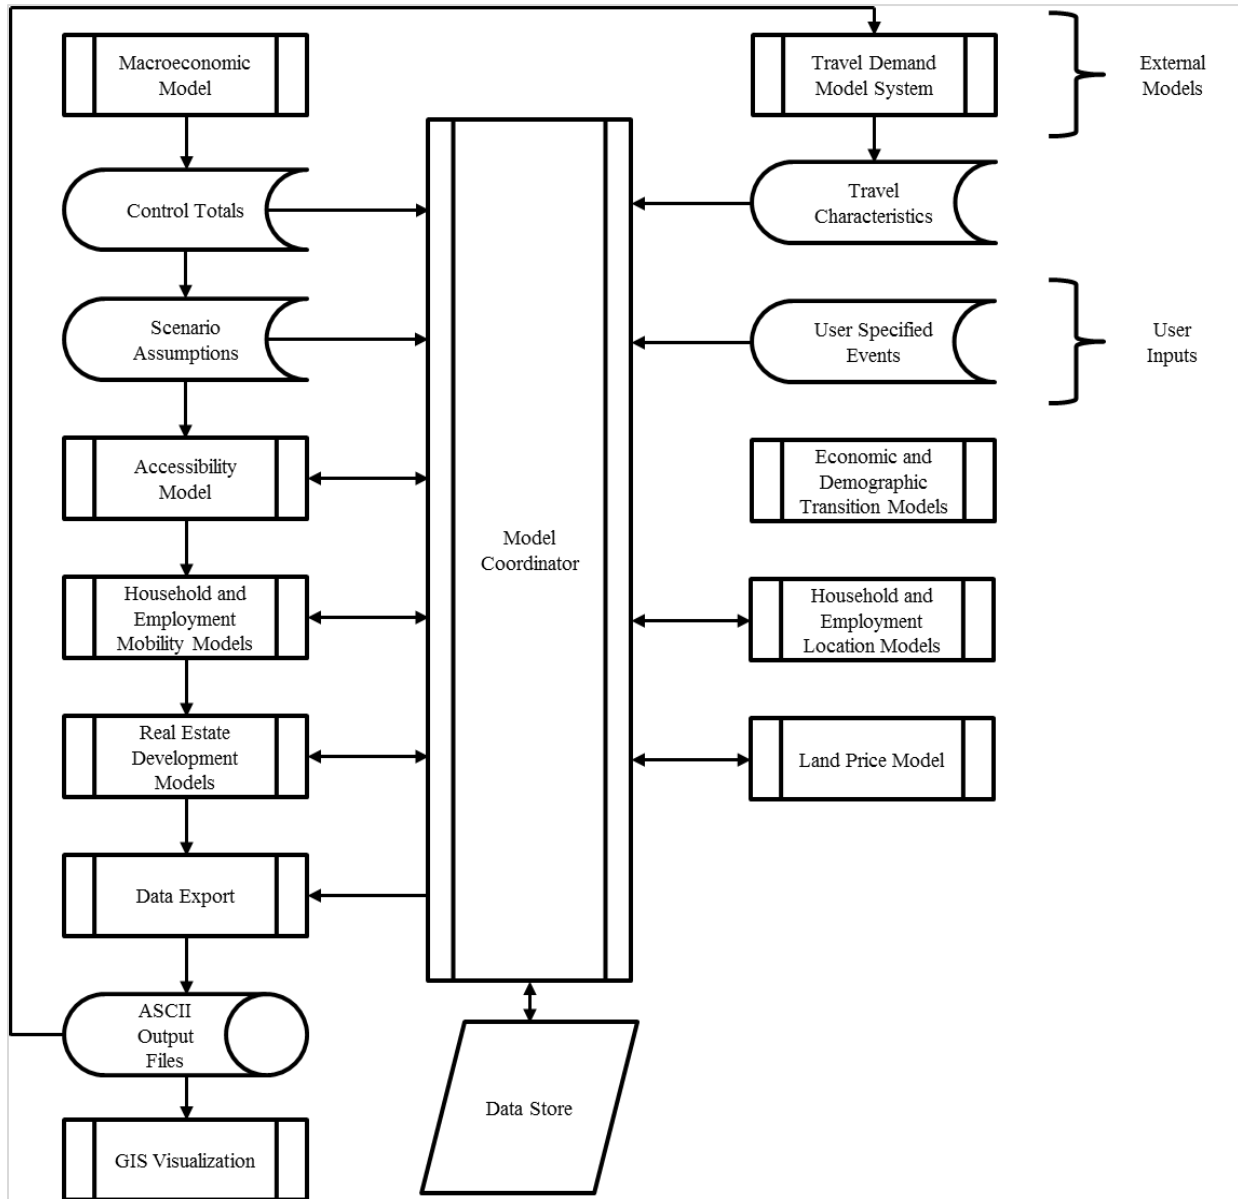 Macroeconomic
Model
Travel Demand
Model System
External
Models
Control Totals
Travel
Characteristics
Scenario
Assumptions
User Specified
Events
User
Inputs
Accessibility
Model
Economic and
Demographic
Transition Models
Model
Coordinator
Household and
Employment
Mobility Models
Household and
Employment
Location Models
Real Estate
Development
Models
Land Price Model
Data Export
ASCII
Output
Files
Data Store
GIS Visualization